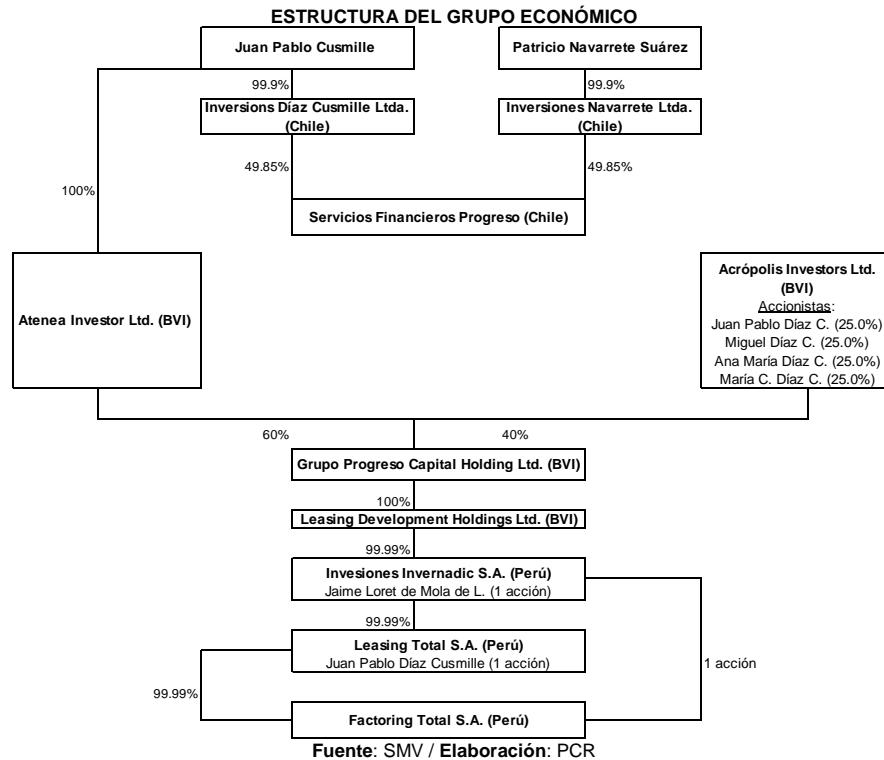 ESTRUCTURA DEL GRUPO ECONÓMICO
Juan Pablo Cusmille
Patricio Navarrete Suárez
99.9%
99.9%
Inversions Díaz Cusmille Ltda.
(Chile)
Inversiones Navarrete Ltda.
(Chile)
49.85%
49.85%
100%
Servicios Financieros Progreso (Chile)
Atenea Investor Ltd. (BVI)
Acrópolis Investors Ltd.
(BVI)
Accionistas:
Juan Pablo Díaz C. (25.0%)
Miguel Díaz C. (25.0%)
Ana María Díaz C. (25.0%)
María C. Díaz C. (25.0%)
60%
40%
Grupo Progreso Capital Holding Ltd. (BVI)
100%
Leasing Development Holdings Ltd. (BVI)
99.99%
Invesiones Invernadic S.A. (Perú)
Jaime Loret de Mola de L. (1 acción)
99.99%
Leasing Total S.A. (Perú)
Juan Pablo Díaz Cusmille (1 acción)
1 acción
99.99%
Factoring Total S.A. (Perú)
Fuente: SMV / Elaboración: PCR